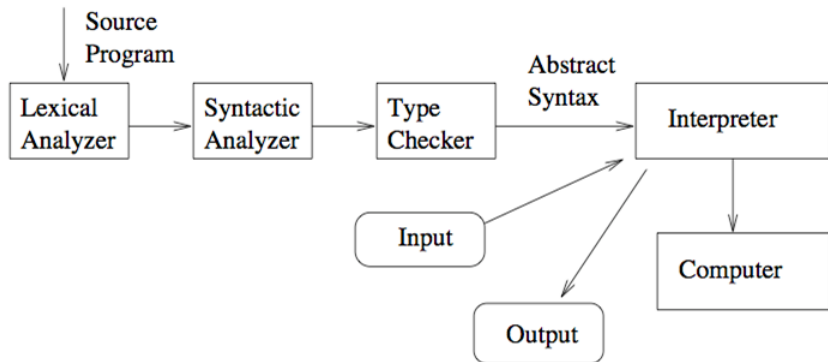 Source
Program
Lexical
Analyzer
Syntactic
Analyzer
Type
Checker
Abstract
Syntax
Interpreter
Input
Computer
Output